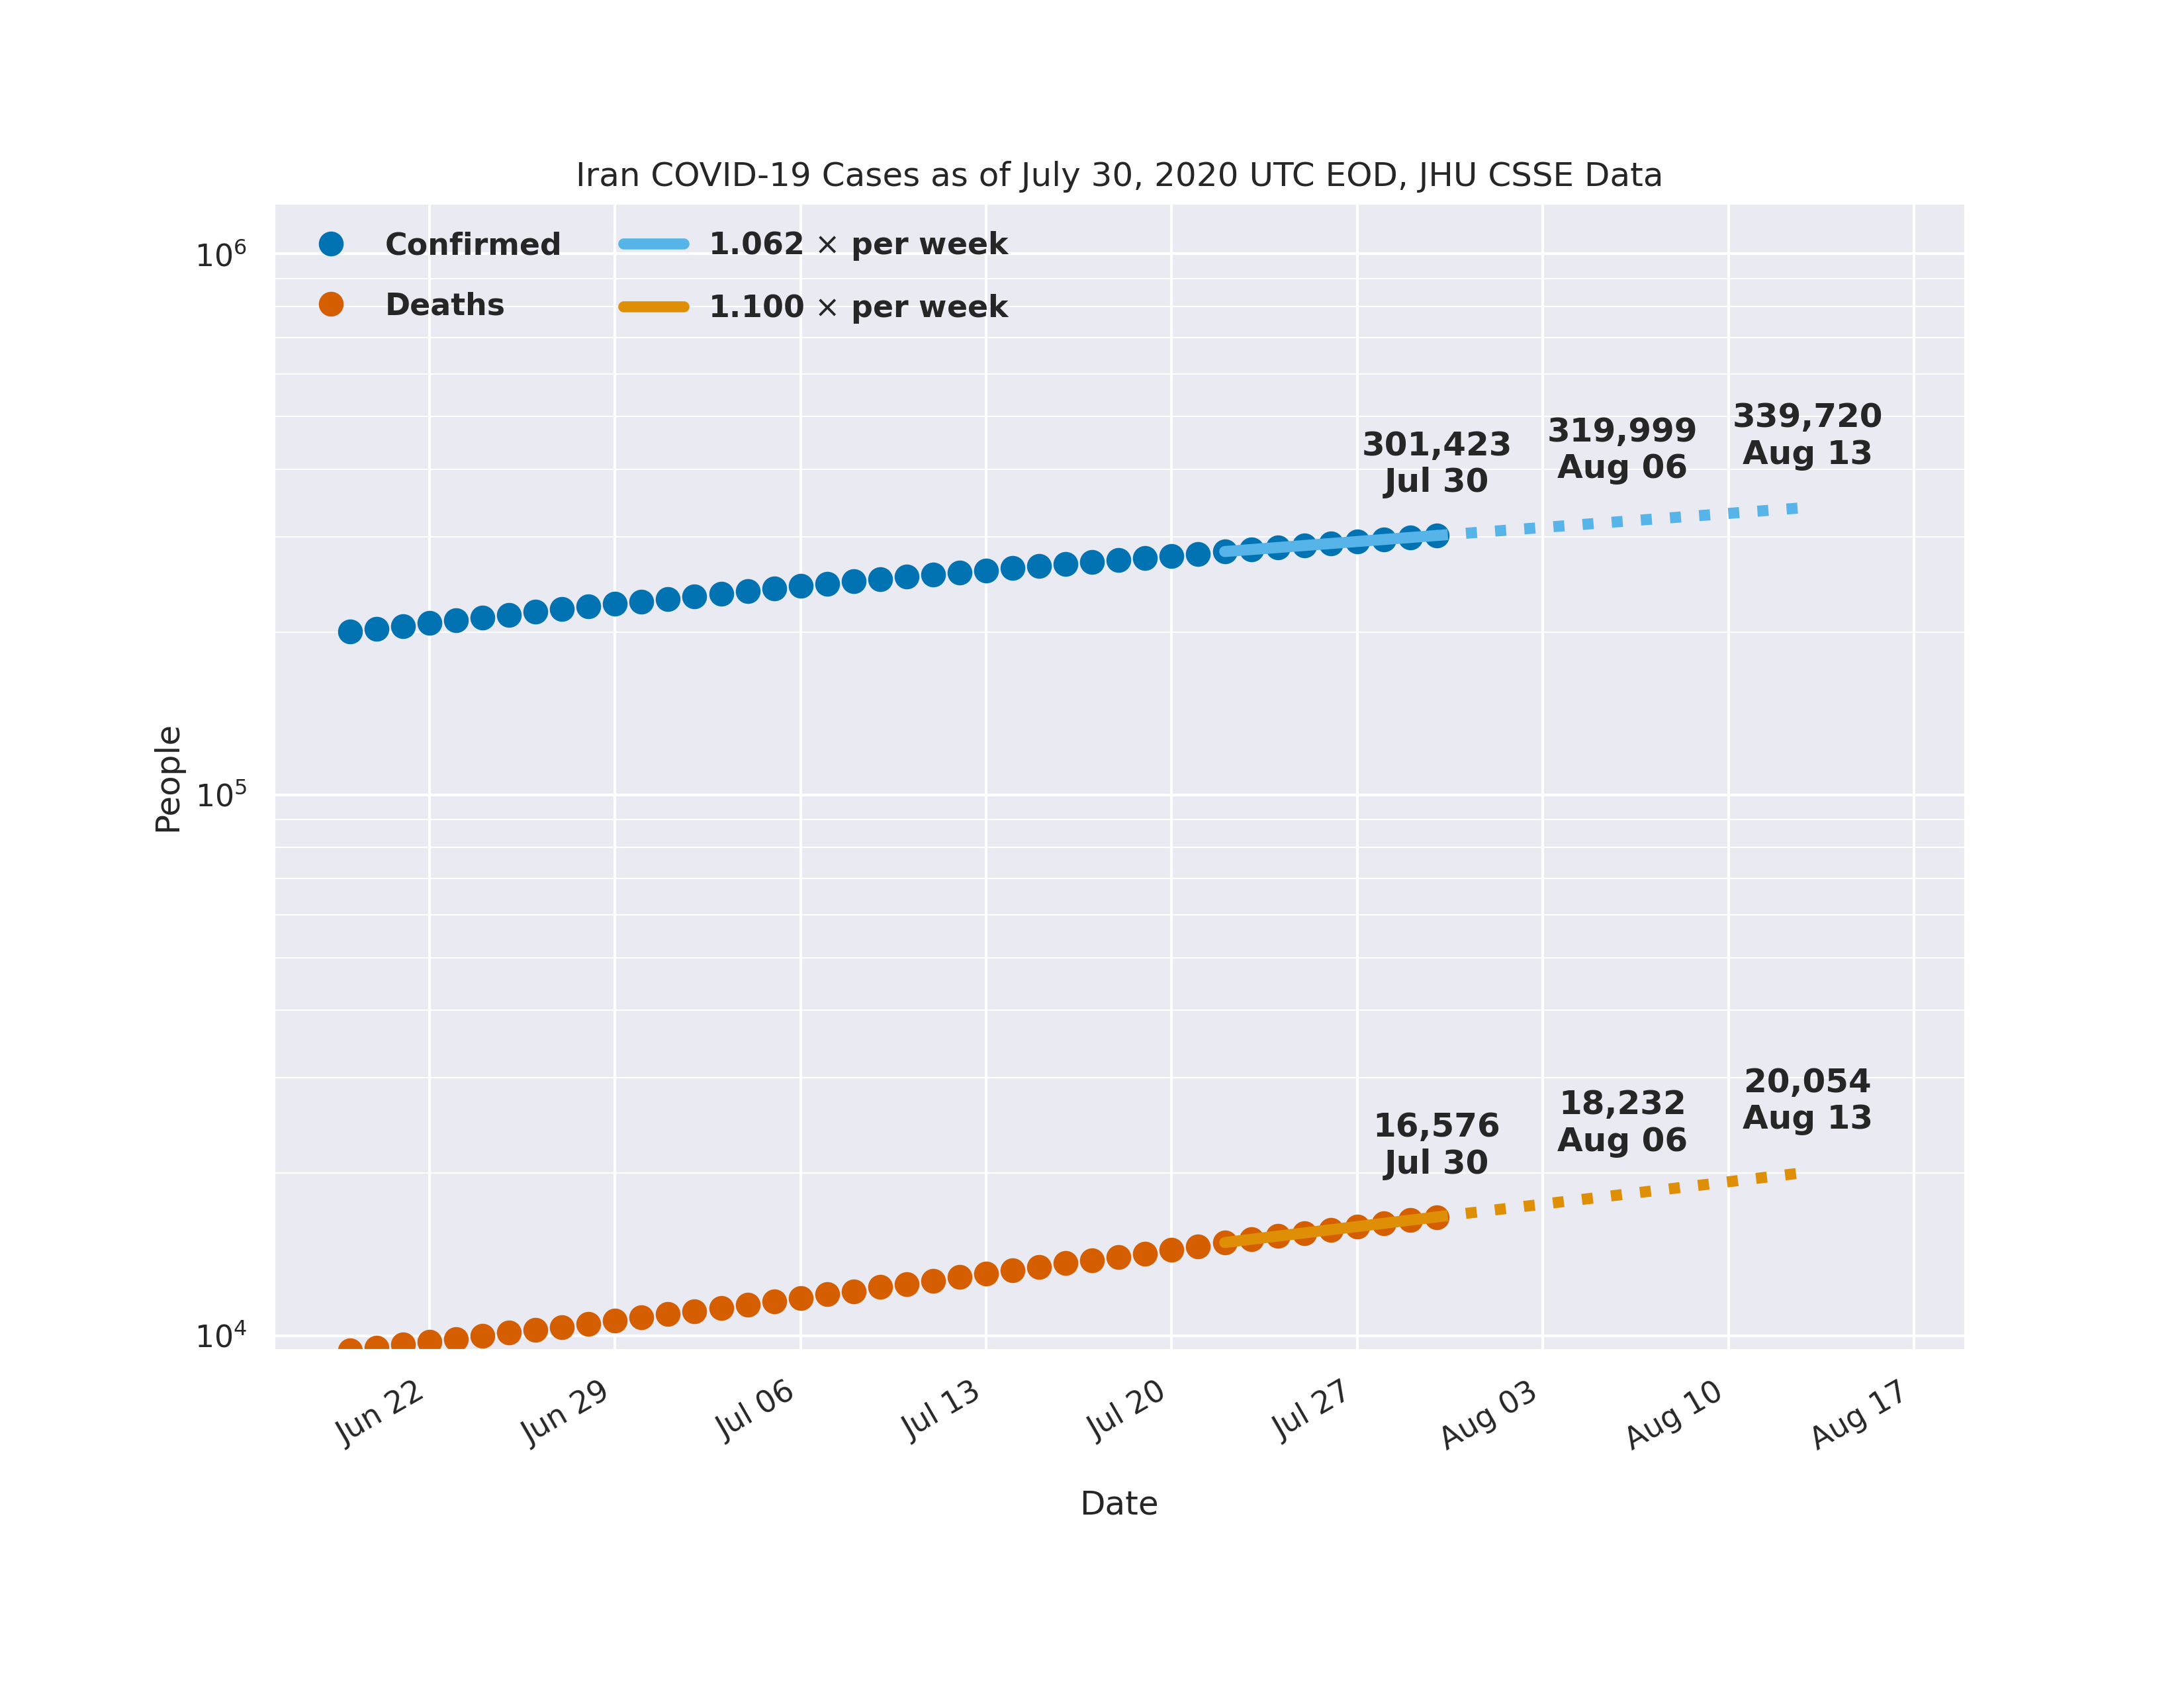 Iran COVID-19 Cases as of July 30, 2020 UTC EOD, JHU CSSE Data
Confirmed
Deaths
1.062 × per week
1.100 × per week
People
10⁶
10⁵
10⁴
301,423
Jul 30
319,999
Aug 06
339,720
Aug 13
16,576
Jul 30
18,232
Aug 06
20,054
Aug 13
Jun 22
Jun 29
Jul 06
Jul 13
Jul 20
Jul 27
Aug 03
Aug 10
Aug 17
Date